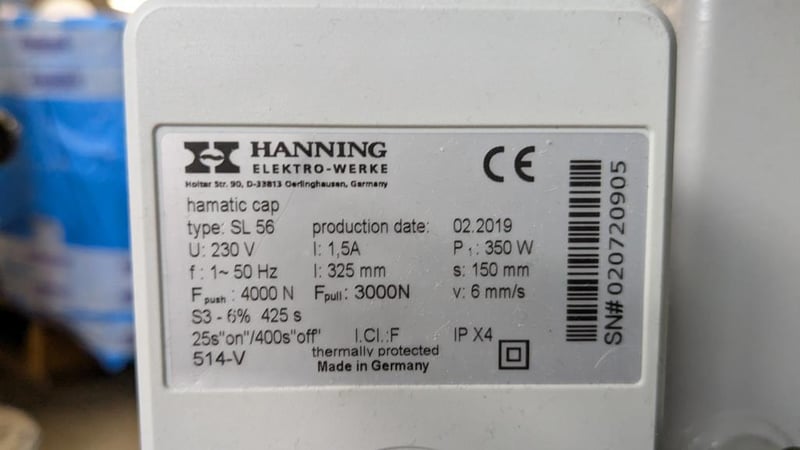 HANNING
ELEKTRO-WERKE
Holter Str. 90, D-33813 Oerlinghausen, Germany
CE
hamatic cap
type: SL 56 production date: 02.2019
U: 230 V I: 1,5A P₁: 350 W
f : 1~ 50 Hz l: 325 mm s: 150 mm
Fpush : 4000 N Fpull: 3000N v: 6 mm/s
S3 - 6% 425 s
25s"on"/400s"off" I.Cl.:F IP X4
514-V thermally protected
Made in Germany
SN# 020720905